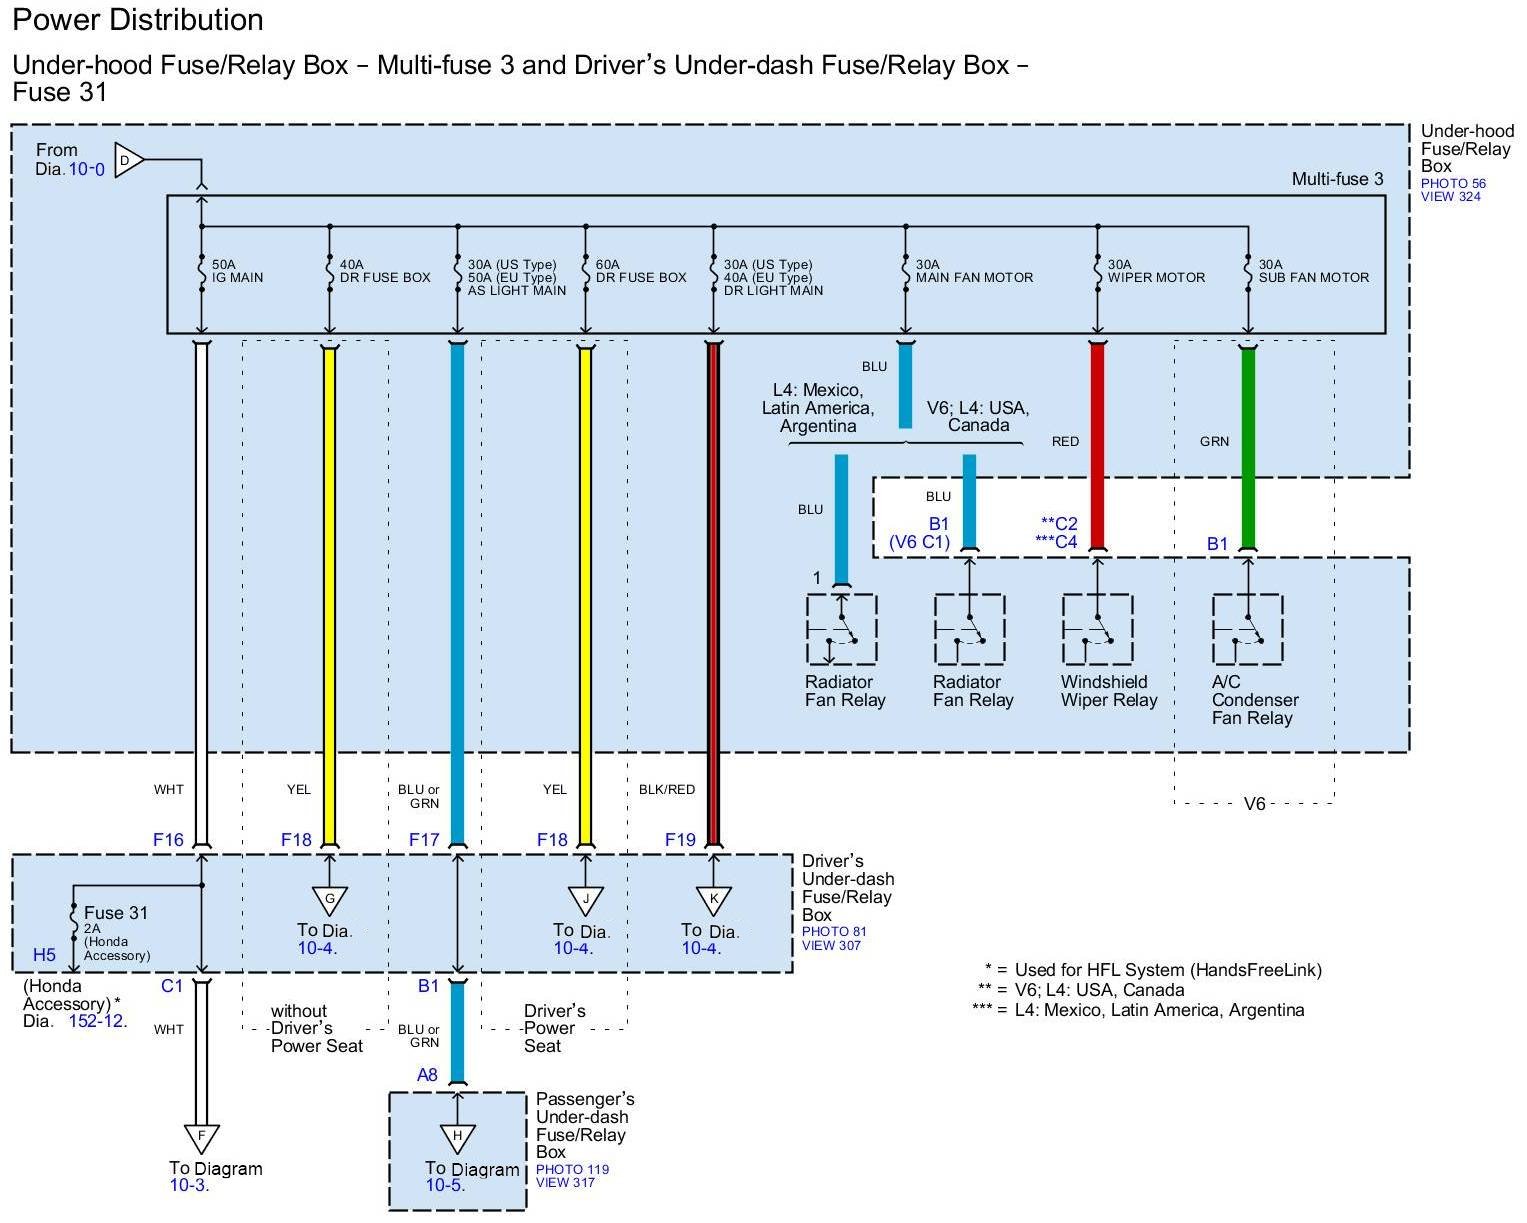 Power Distribution
Under-hood Fuse/Relay Box – Multi-fuse 3 and Driver's Under-dash Fuse/Relay Box –
Fuse 31
From
Dia. 10-0
D
Under-hood
Fuse/Relay
Box
PHOTO 56
VIEW 324
Multi-fuse 3
50A
IG MAIN
40A
DR FUSE BOX
30A (US Type)
50A (EU Type)
AS LIGHT MAIN
60A
DR FUSE BOX
30A (US Type)
40A (EU Type)
DR LIGHT MAIN
30A
MAIN FAN MOTOR
30A
WIPER MOTOR
30A
SUB FAN MOTOR
BLU
L4: Mexico,
Latin America,
Argentina
V6; L4: USA,
Canada
RED
GRN
BLU
BLU
B1
(V6 C1)
**C2
***C4
B1
1
Radiator
Fan Relay
Radiator
Fan Relay
Windshield
Wiper Relay
A/C
Condenser
Fan Relay
V6
WHT
YEL
BLU or
GRN
YEL
BLK/RED
F16
F18
F17
F18
F19
Driver's
Under-dash
Fuse/Relay
Box
PHOTO 81
VIEW 307
Fuse 31
2A
(Honda
Accessory)
H5
G
To Dia.
10-4.
J
To Dia.
10-4.
K
To Dia.
10-4.
(Honda
Accessory)*
Dia. 152-12.
C1
WHT
without
Driver's
Power Seat
B1
BLU or
GRN
A8
Driver's
Power
Seat
* = Used for HFL System (HandsFreeLink)
** = V6; L4: USA, Canada
*** = L4: Mexico, Latin America, Argentina
F
To Diagram
10-3.
H
To Diagram
10-5.
Passenger's
Under-dash
Fuse/Relay
Box
PHOTO 119
VIEW 317